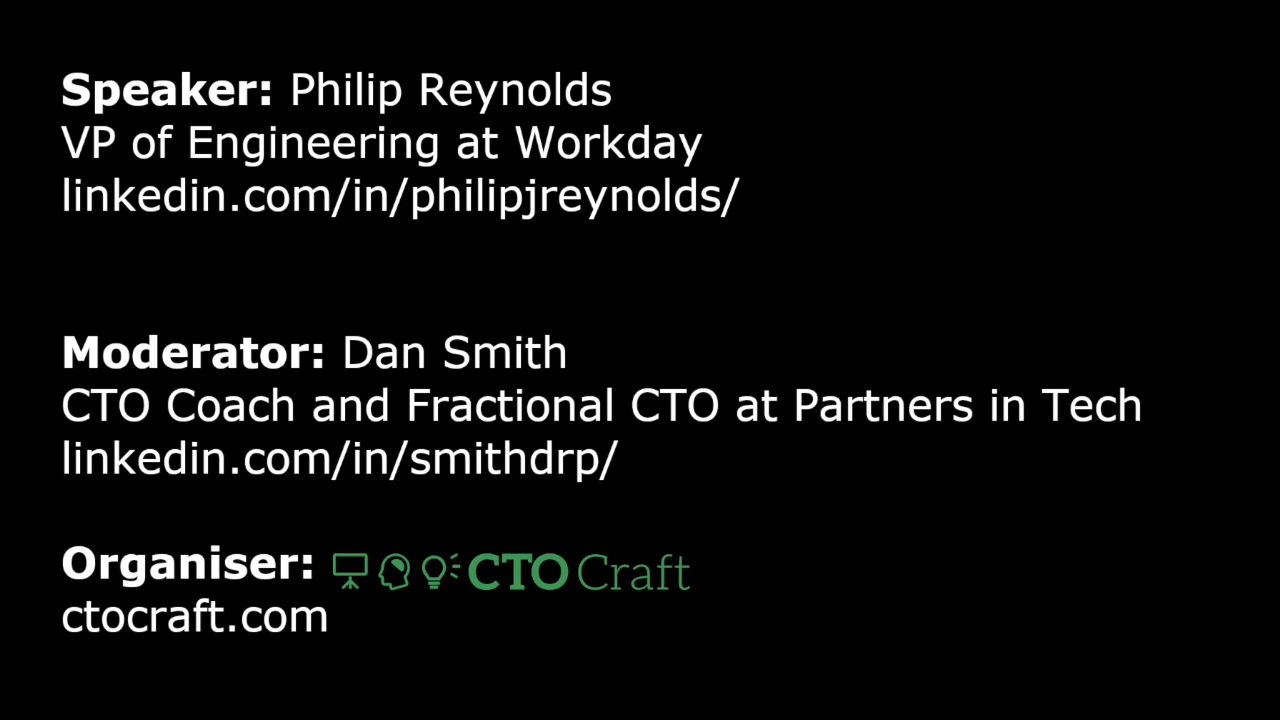 Speaker: Philip Reynolds
VP of Engineering at Workday
linkedin.com/in/philipjreynolds/
Moderator: Dan Smith
CTO Coach and Fractional CTO at Partners in Tech
linkedin.com/in/smithdrp/
Organiser: CTO Craft
ctocraft.com